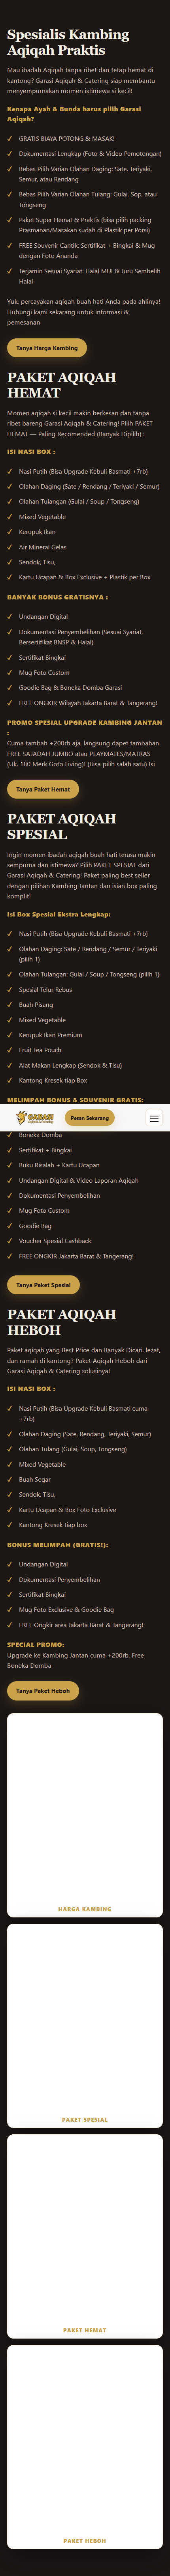 Spesialis Kambing
Aqiqah Praktis
Mau ibadah Aqiqah tanpa ribet dan tetap hemat di
kantong? Garasi Aqiqah & Catering siap membantu
menyempurnakan momen istimewa si kecil!
Kenapa Ayah & Bunda harus pilih Garasi
Aqiqah?
✓ GRATIS BIAYA POTONG & MASAK!
✓ Dokumentasi Lengkap (Foto & Video Pemotongan)
✓ Bebas Pilih Varian Olahan Daging: Sate, Teriyaki,
Semur, atau Rendang
✓ Bebas Pilih Varian Olahan Tulang: Gulai, Sop, atau
Tongseng
✓ Paket Super Hemat & Praktis (bisa pilih packing
Prasmanan/Masakan sudah di Plastik per Porsi)
✓ FREE Souvenir Cantik: Sertifikat + Bingkai & Mug
dengan Foto Ananda
✓ Terjamin Sesuai Syariat: Halal MUI & Juru Sembelih
Halal
Yuk, percayakan aqiqah buah hati Anda pada ahlinya!
Hubungi kami sekarang untuk informasi &
pemesanan
Tanya Harga Kambing
PAKET AQIQAH
HEMAT
Momen aqiqah si kecil makin berkesan dan tanpa
ribet bareng Garasi Aqiqah & Catering! Pilih PAKET
HEMAT — Paling Recomended (Banyak Dipilih) :
ISI NASI BOX :
✓ Nasi Putih (Bisa Upgrade Kebuli Basmati +7rb)
✓ Olahan Daging (Sate / Rendang / Teriyaki / Semur)
✓ Olahan Tulangan (Gulai / Soup / Tongseng)
✓ Mixed Vegetable
✓ Kerupuk Ikan
✓ Air Mineral Gelas
✓ Sendok, Tisu,
✓ Kartu Ucapan & Box Exclusive + Plastik per Box
BANYAK BONUS GRATISNYA :
✓ Undangan Digital
✓ Dokumentasi Penyembelihan (Sesuai Syariat,
Bersertifikat BNSP & Halal)
✓ Sertifikat Bingkai
✓ Mug Foto Custom
✓ Goodie Bag & Boneka Domba Garasi
✓ FREE ONGKIR Wilayah Jakarta Barat & Tangerang!
PROMO SPESIAL UPGRADE KAMBING JANTAN
:
Cuma tambah +200rb aja, langsung dapet tambahan
FREE SAJADAH JUMBO atau PLAYMATES/MATRAS
(Uk. 180 Merk Goto Living)! (Bisa pilih salah satu) Isi
Tanya Paket Hemat
PAKET AQIQAH
SPESIAL
Ingin momen ibadah aqiqah buah hati terasa makin
sempurna dan istimewa? Pilih PAKET SPESIAL dari
Garasi Aqiqah & Catering! Paket paling best seller
dengan pilihan Kambing Jantan dan isian box paling
komplit!
Isi Box Spesial Ekstra Lengkap:
✓ Nasi Putih (Bisa Upgrade Kebuli Basmati +7rb)
✓ Olahan Daging: Sate / Rendang / Semur / Teriyaki
(pilih 1)
✓ Olahan Tulangan: Gulai / Soup / Tongseng (pilih 1)
✓ Spesial Telur Rebus
✓ Buah Pisang
✓ Mixed Vegetable
✓ Kerupuk Ikan Premium
✓ Fruit Tea Pouch
✓ Alat Makan Lengkap (Sendok & Tisu)
✓ Kantong Kresek tiap Box
MELIMPAH BONUS & SOUVENIR GRATIS:
GARASI
Pesan Sekarang
Boneka Domba
✓ Sertifikat + Bingkai
✓ Buku Risalah + Kartu Ucapan
✓ Undangan Digital & Video Laporan Aqiqah
✓ Dokumentasi Penyembelihan
✓ Mug Foto Custom
✓ Goodie Bag
✓ Voucher Spesial Cashback
✓ FREE ONGKIR Jakarta Barat & Tangerang!
Tanya Paket Spesial
PAKET AQIQAH
HEBOH
Paket aqiqah yang Best Price dan Banyak Dicari, lezat,
dan ramah di kantong? Paket Aqiqah Heboh dari
Garasi Aqiqah & Catering solusinya!
ISI NASI BOX :
✓ Nasi Putih (Bisa Upgrade Kebuli Basmati cuma
+7rb)
✓ Olahan Daging (Sate, Rendang, Teriyaki, Semur)
✓ Olahan Tulang (Gulai, Soup, Tongseng)
✓ Mixed Vegetable
✓ Buah Segar
✓ Sendok, Tisu,
✓ Kartu Ucapan & Box Foto Exclusive
✓ Kantong Kresek tiap box
BONUS MELIMPAH (GRATIS!):
✓ Undangan Digital
✓ Dokumentasi Penyembelihan
✓ Sertifikat Bingkai
✓ Mug Foto Exclusive & Goodie Bag
✓ FREE Ongkir area Jakarta Barat & Tangerang!
SPECIAL PROMO:
Upgrade ke Kambing Jantan cuma +200rb, Free
Boneka Domba
Tanya Paket Heboh
HARGA KAMBING
PAKET SPESIAL
PAKET HEMAT
PAKET HEBOH